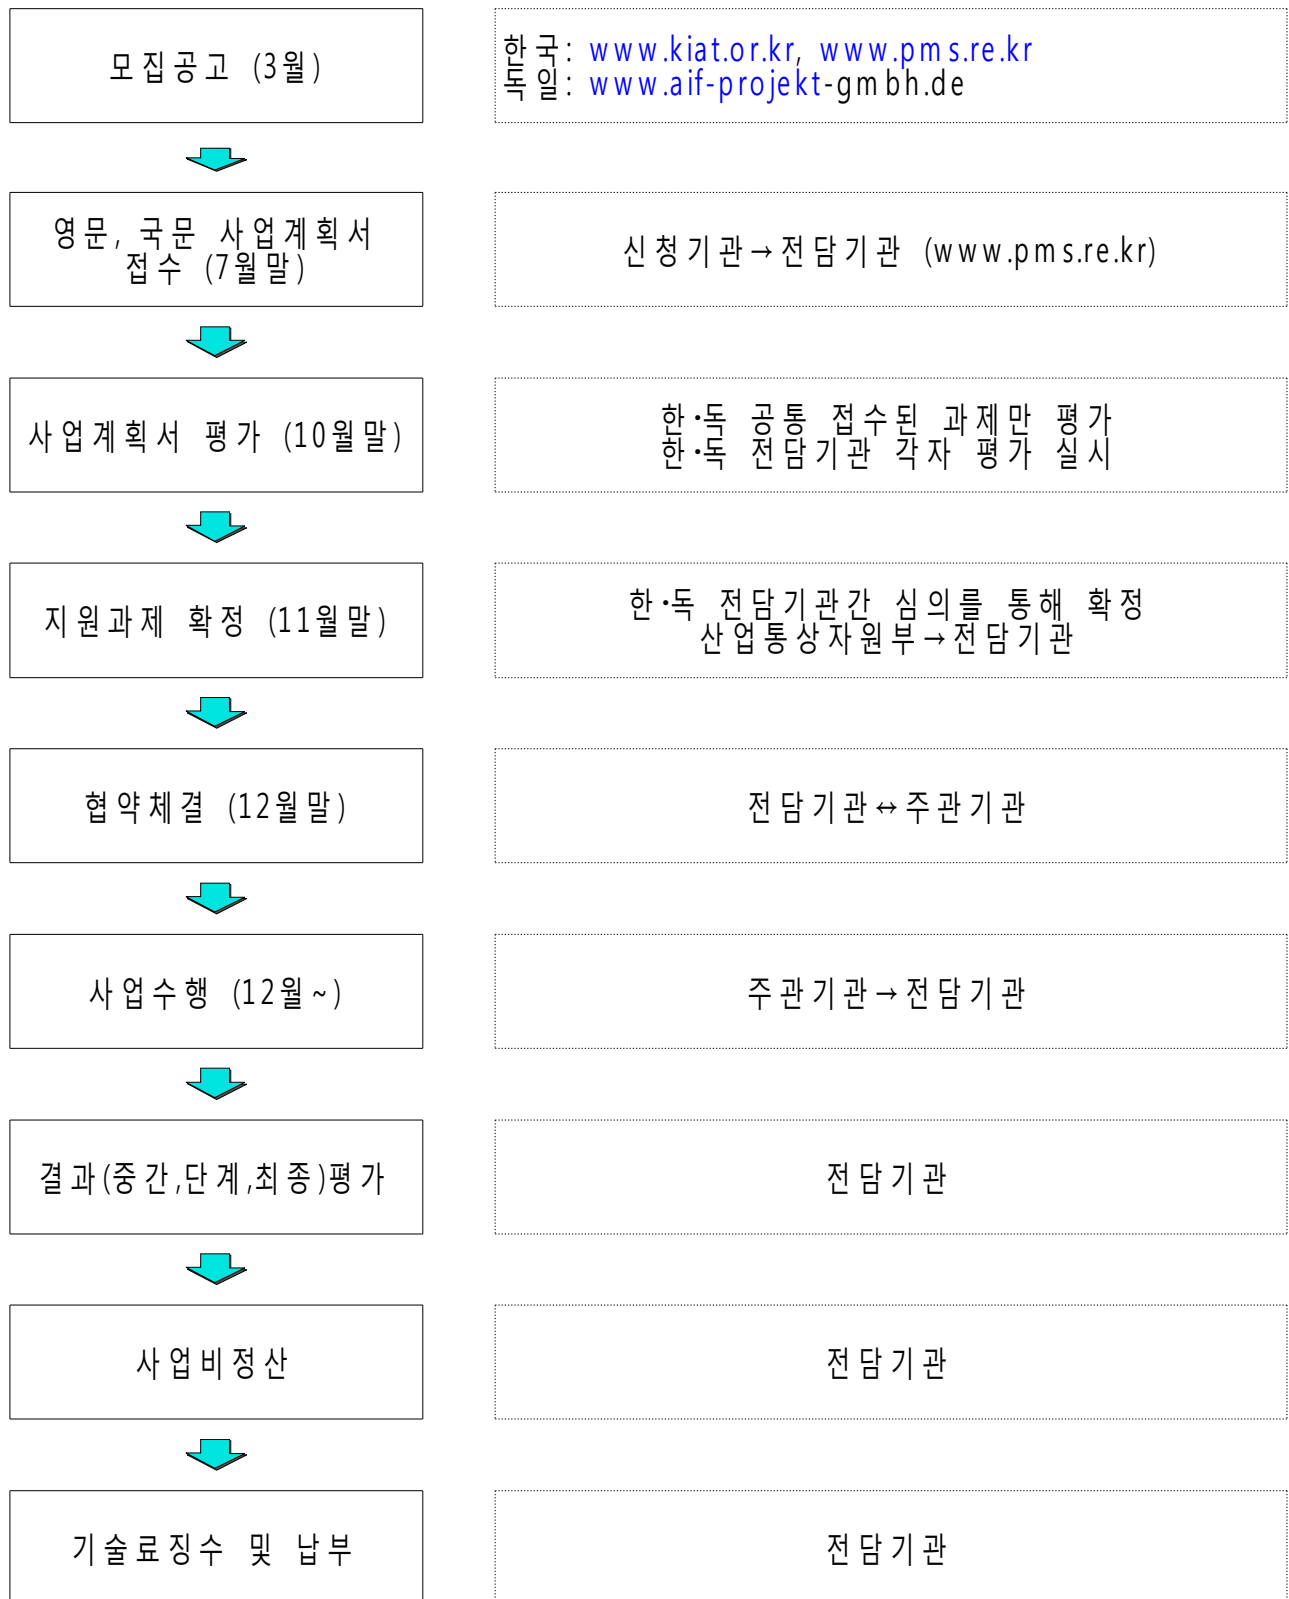 모집공고 (3월)
한국: www.kiat.or.kr, www.pms.re.kr
독일: www.aif-projekt-gmbh.de
영문, 국문 사업계획서
접수 (7월말)
신청기관→전담기관 (www.pms.re.kr)
사업계획서 평가 (10월말)
한·독 공통 접수된 과제만 평가
한·독 전담기관 각자 평가 실시
지원과제 확정 (11월말)
한·독 전담기관간 심의를 통해 확정
산업통상자원부→전담기관
협약체결 (12월말)
전담기관↔주관기관
사업수행 (12월~)
주관기관→전담기관
결과(중간,단계,최종)평가
전담기관
사업비정산
전담기관
기술료징수 및 납부
전담기관